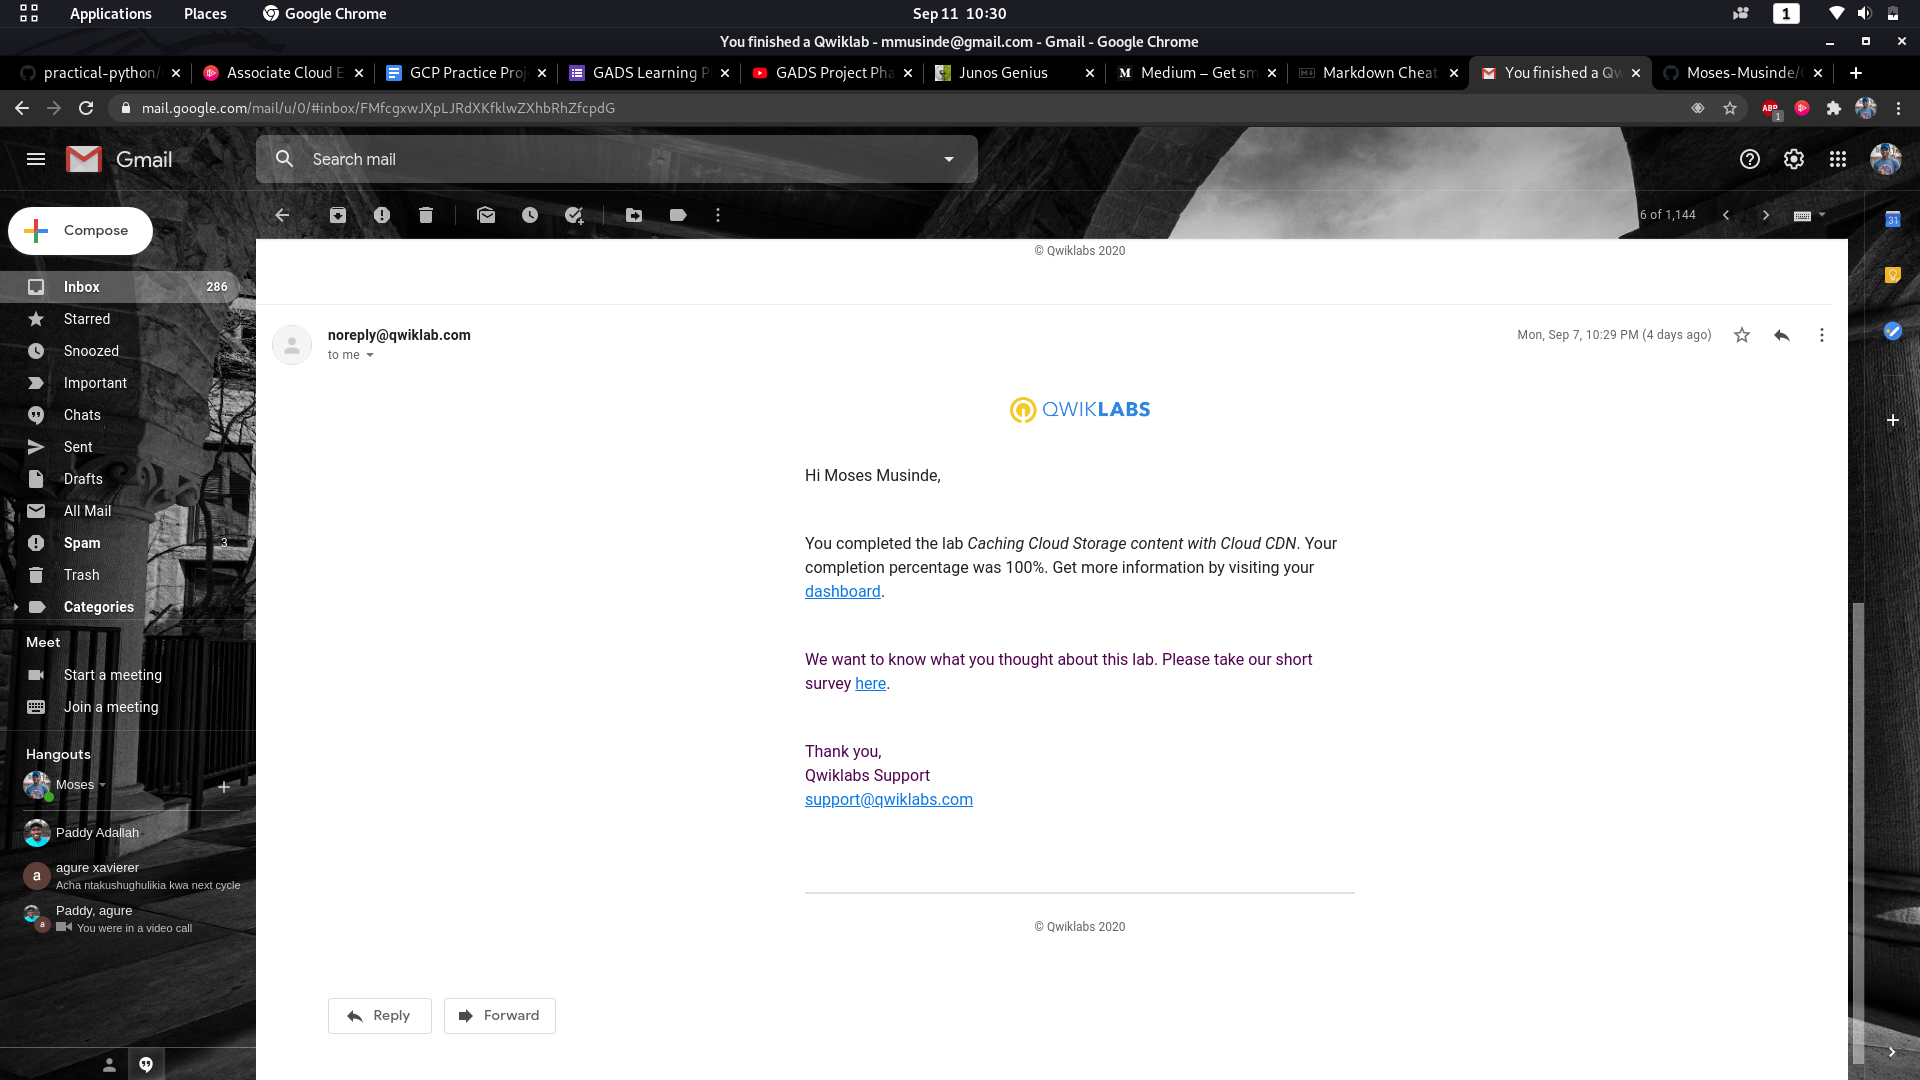 Applications Places Google Chrome Sep 11 10:30 1
You finished a Qwiklab - mmusinde@gmail.com - Gmail - Google Chrome
practical-python/ Associate Cloud E GCP Practice Proj GADS Learning P GADS Project Pha Junos Genius Medium – Get sm Markdown Cheat You finished a Qw Moses-Musinde/
mail.google.com/mail/u/0/#inbox/FMfcgxwJXpLJRdXKfklwZXhbRhZfcpdG ABP 1
Gmail Search mail
6 of 1,144
31
Compose
© Qwiklabs 2020
Inbox 286
Starred
Snoozed
Important
Chats
Sent
Drafts
All Mail
Spam 3
Trash
Categories
Meet
Start a meeting
Join a meeting
Hangouts
Moses
Paddy Adallah
a
agure xavierer
Acha ntakushughulikia kwa next cycle
Paddy, agure
a
You were in a video call
noreply@qwiklab.com Mon, Sep 7, 10:29 PM (4 days ago)
to me
QWIKLABS
Hi Moses Musinde,
You completed the lab Caching Cloud Storage content with Cloud CDN. Your
completion percentage was 100%. Get more information by visiting your
dashboard.
We want to know what you thought about this lab. Please take our short
survey here.
Thank you,
Qwiklabs Support
support@qwiklabs.com
© Qwiklabs 2020
Reply Forward